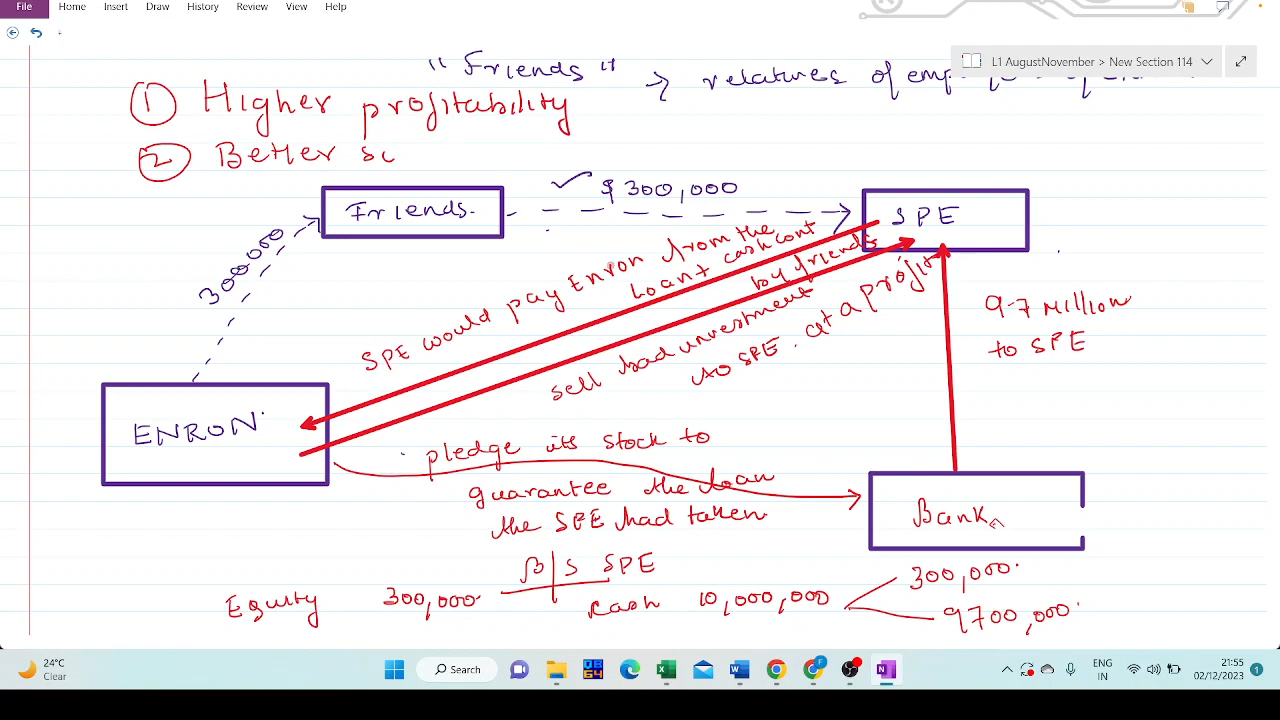 File Home Insert Draw History Review View Help
L1 AugustNovember > New Section 114
"Friends" → relatives of
① Higher profitability
② Better sc
Friends.
✓ $ 300,000
SPE
300000
SPE would pay Enron from the
loan + cash cont
by friends
sell bad investment
to SPE. at a profit
9.7 Million
to SPE
ENRON
pledge its stock to
guarantee the loan
the SPE had taken
Bank
B | S SPE
Equity 300,000 Cash 10,000,000
300,000
9700,000
24°C
Clear
Search
ENG
IN
21:55
02/12/2023